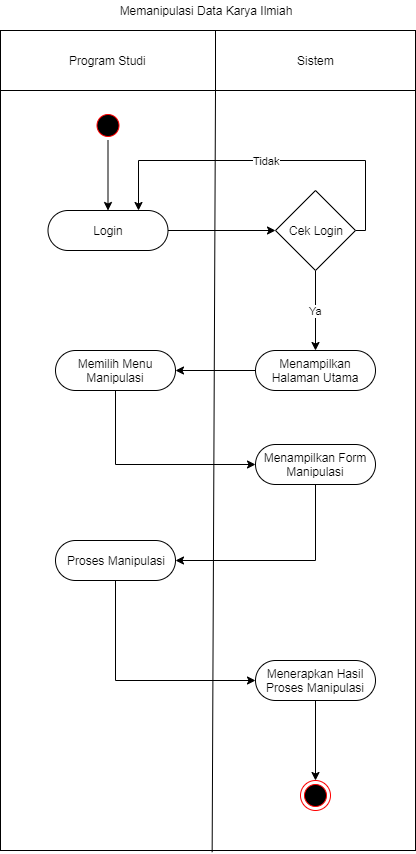 Memanipulasi Data Karya Ilmiah
Program Studi
Sistem
Tidak
Login
Cek Login
Ya
Memilih Menu
Manipulasi
Menampilkan
Halaman Utama
Menampilkan Form
Manipulasi
Proses Manipulasi
Menerapkan Hasil
Proses Manipulasi